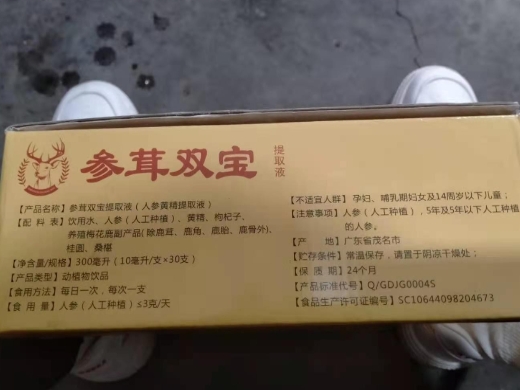 参茸双宝
提取液
【产品名称】参茸双宝提取液（人参黄精提取液）
【配 料 表】饮用水、人参（人工种植）、黄精、枸杞子、
养殖梅花鹿副产品(除鹿茸、鹿角、鹿胎、鹿骨外)、
桂圆、桑椹
【净含量/规格】300毫升（10毫升/支×30支）
【产品类型】动植物饮品
【食用方法】每日一次，每次一支
【食 用 量】人参（人工种植）≤3克/天
【不适宜人群】孕妇、哺乳期妇女及14周岁以下儿童；
【注意事项】人参（人工种植），5年及5年以下人工种植
的人参。
【产 地】广东省茂名市
【贮存条件】常温保存，请置于阴凉干燥处；
【保 质 期】24个月
【产品标准代号】Q/GDJG0004S
【食品生产许可证编号】SC10644098204673